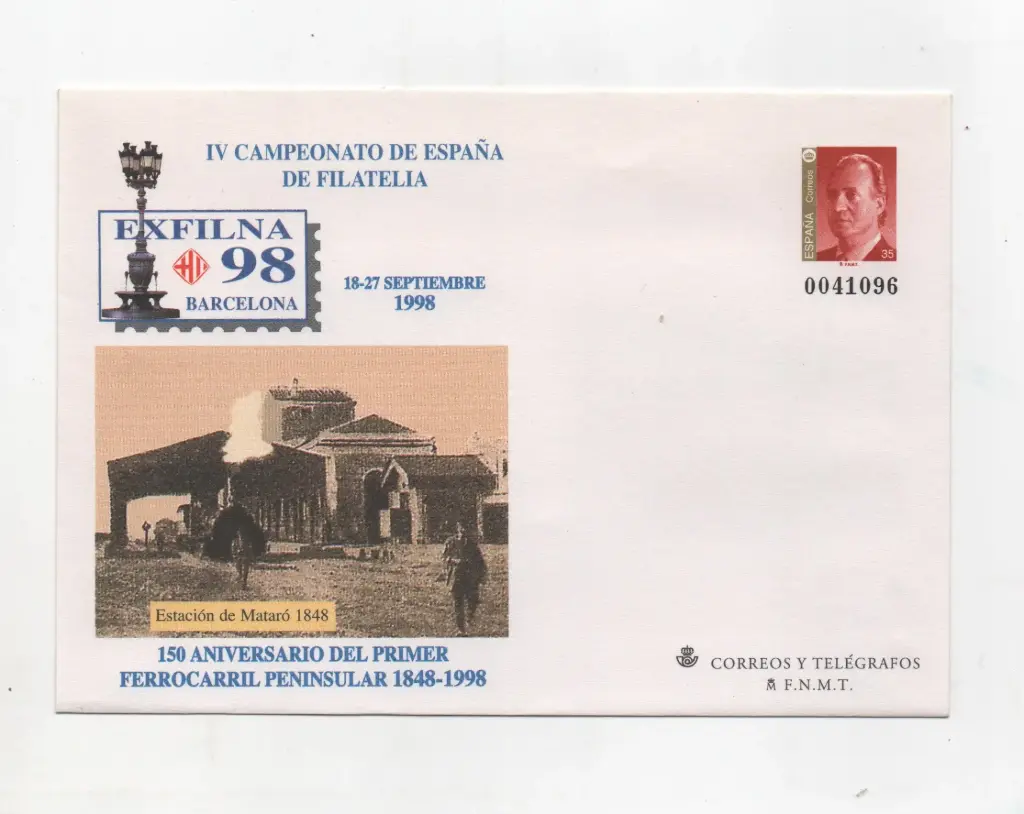 IV CAMPEONATO DE ESPAÑA
DE FILATELIA
EXFILNA
98
BARCELONA
18-27 SEPTIEMBRE
1998
ESPAÑA Correos
35
0041096
Estación de Mataró 1848
150 ANIVERSARIO DEL PRIMER
FERROCARRIL PENINSULAR 1848-1998
CORREOS Y TELÉGRAFOS
F.N.M.T.